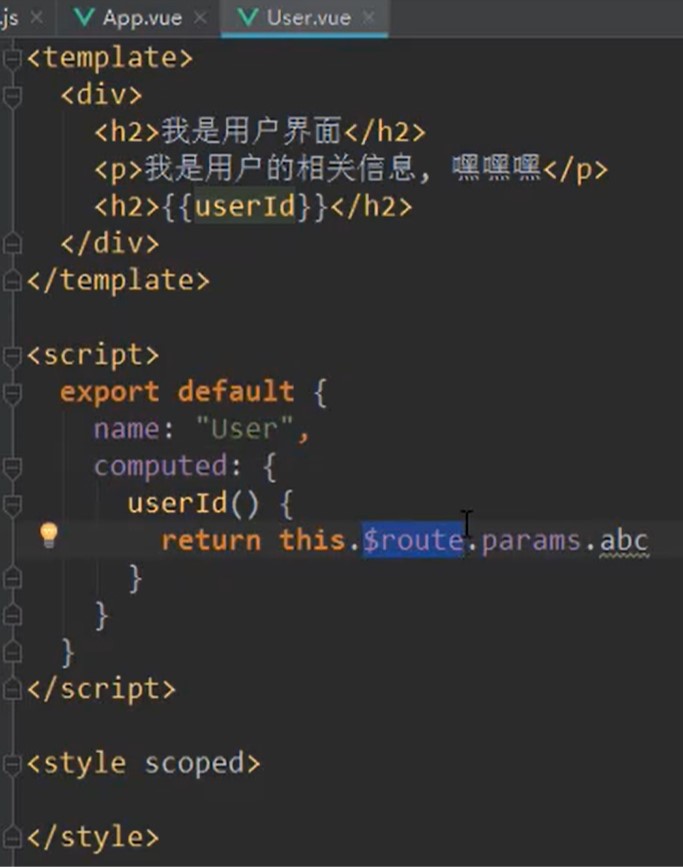 .js × App.vue × User.vue ×
<template>
<div>
<h2>我是用户界面</h2>
<p>我是用户的相关信息, 嘿嘿嘿</p>
<h2>{{userId}}</h2>
</div>
</template>
<script>
export default {
name: "User",
computed: {
userId() {
return this.$route.params.abc
}
}
}
</script>
<style scoped>
</style>